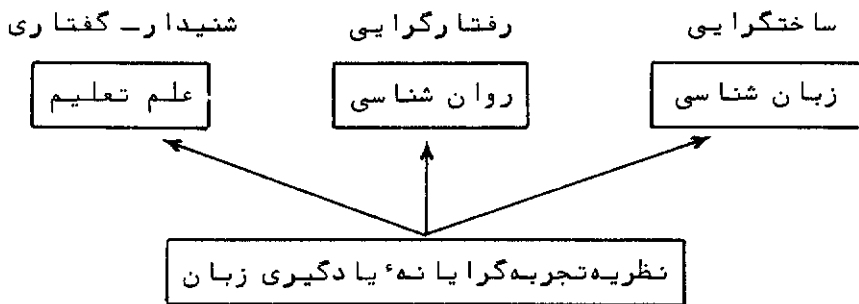 ساختگرایی رفتارگرایی شنیدار ـ گفتاری
زبان شناسی روان شناسی علم تعلیم
نظریه تجربه‌گرایانهٔ یادگیری زبان